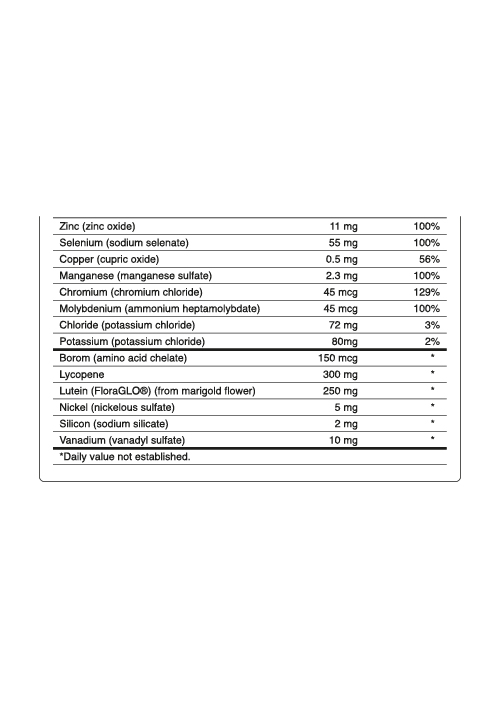 Zinc (zinc oxide) 11 mg 100%
Selenium (sodium selenate) 55 mg 100%
Copper (cupric oxide) 0.5 mg 56%
Manganese (manganese sulfate) 2.3 mg 100%
Chromium (chromium chloride) 45 mcg 129%
Molybdenium (ammonium heptamolybdate) 45 mcg 100%
Chloride (potassium chloride) 72 mg 3%
Potassium (potassium chloride) 80mg 2%
Borom (amino acid chelate) 150 mcg *
Lycopene 300 mg *
Lutein (FloraGLO®) (from marigold flower) 250 mg *
Nickel (nickelous sulfate) 5 mg *
Silicon (sodium silicate) 2 mg *
Vanadium (vanadyl sulfate) 10 mg *
*Daily value not established.